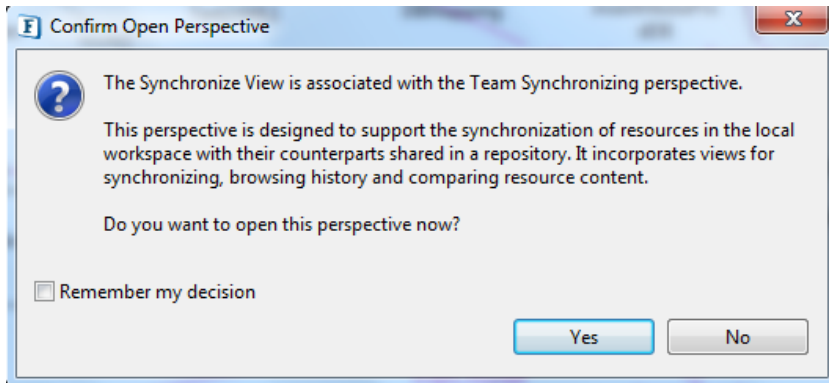 Confirm Open Perspective
The Synchronize View is associated with the Team Synchronizing perspective.
This perspective is designed to support the synchronization of resources in the local
workspace with their counterparts shared in a repository. It incorporates views for
synchronizing, browsing history and comparing resource content.
Do you want to open this perspective now?
Remember my decision
Yes
No